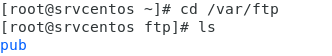 [root@srvcentos ~]# cd /var/ftp
[root@srvcentos ftp]# ls
pub